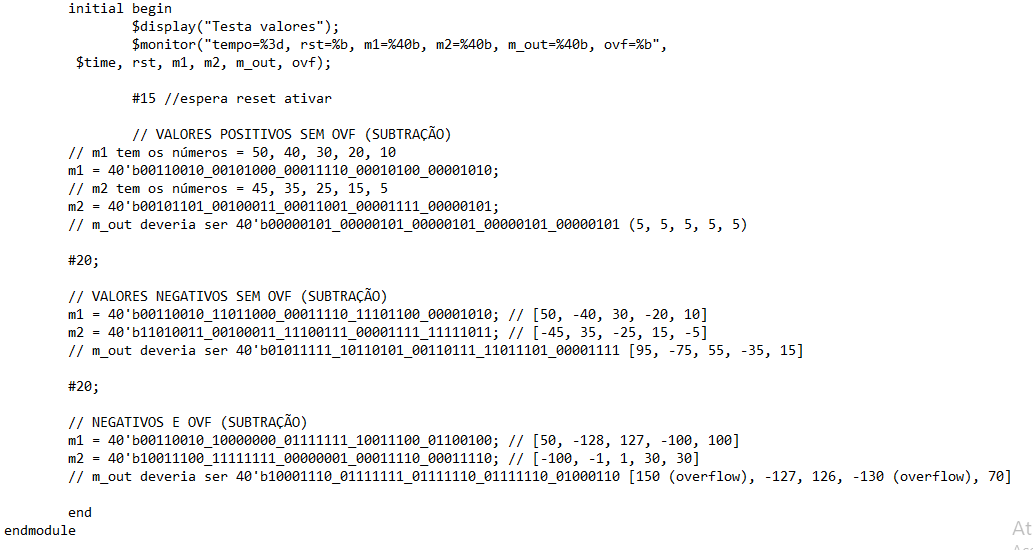 initial begin
$display("Testa valores");
$monitor("tempo=%3d, rst=%b, m1=%40b, m2=%40b, m_out=%40b, ovf=%b",
$time, rst, m1, m2, m_out, ovf);
#15 //espera reset ativar
// VALORES POSITIVOS SEM OVF (SUBTRAÇÃO)
// m1 tem os números = 50, 40, 30, 20, 10
m1 = 40'b00110010_00101000_00011110_00010100_00001010;
// m2 tem os números = 45, 35, 25, 15, 5
m2 = 40'b00101101_00100011_00011001_00001111_00000101;
// m_out deveria ser 40'b00000101_00000101_00000101_00000101_00000101 (5, 5, 5, 5, 5)
#20;
// VALORES NEGATIVOS SEM OVF (SUBTRAÇÃO)
m1 = 40'b00110010_11011000_00011110_11101100_00001010; // [50, -40, 30, -20, 10]
m2 = 40'b11010011_00100011_11100111_00001111_11111011; // [-45, 35, -25, 15, -5]
// m_out deveria ser 40'b01011111_10110101_00110111_11011101_00001111 [95, -75, 55, -35, 15]
#20;
// NEGATIVOS E OVF (SUBTRAÇÃO)
m1 = 40'b00110010_10000000_01111111_10011100_01100100; // [50, -128, 127, -100, 100]
m2 = 40'b10011100_11111111_00000001_00011110_00011110; // [-100, -1, 1, 30, 30]
// m_out deveria ser 40'b10001110_01111111_01111110_01111110_01000110 [150 (overflow), -127, 126, -130 (overflow), 70]
end
endmodule
At